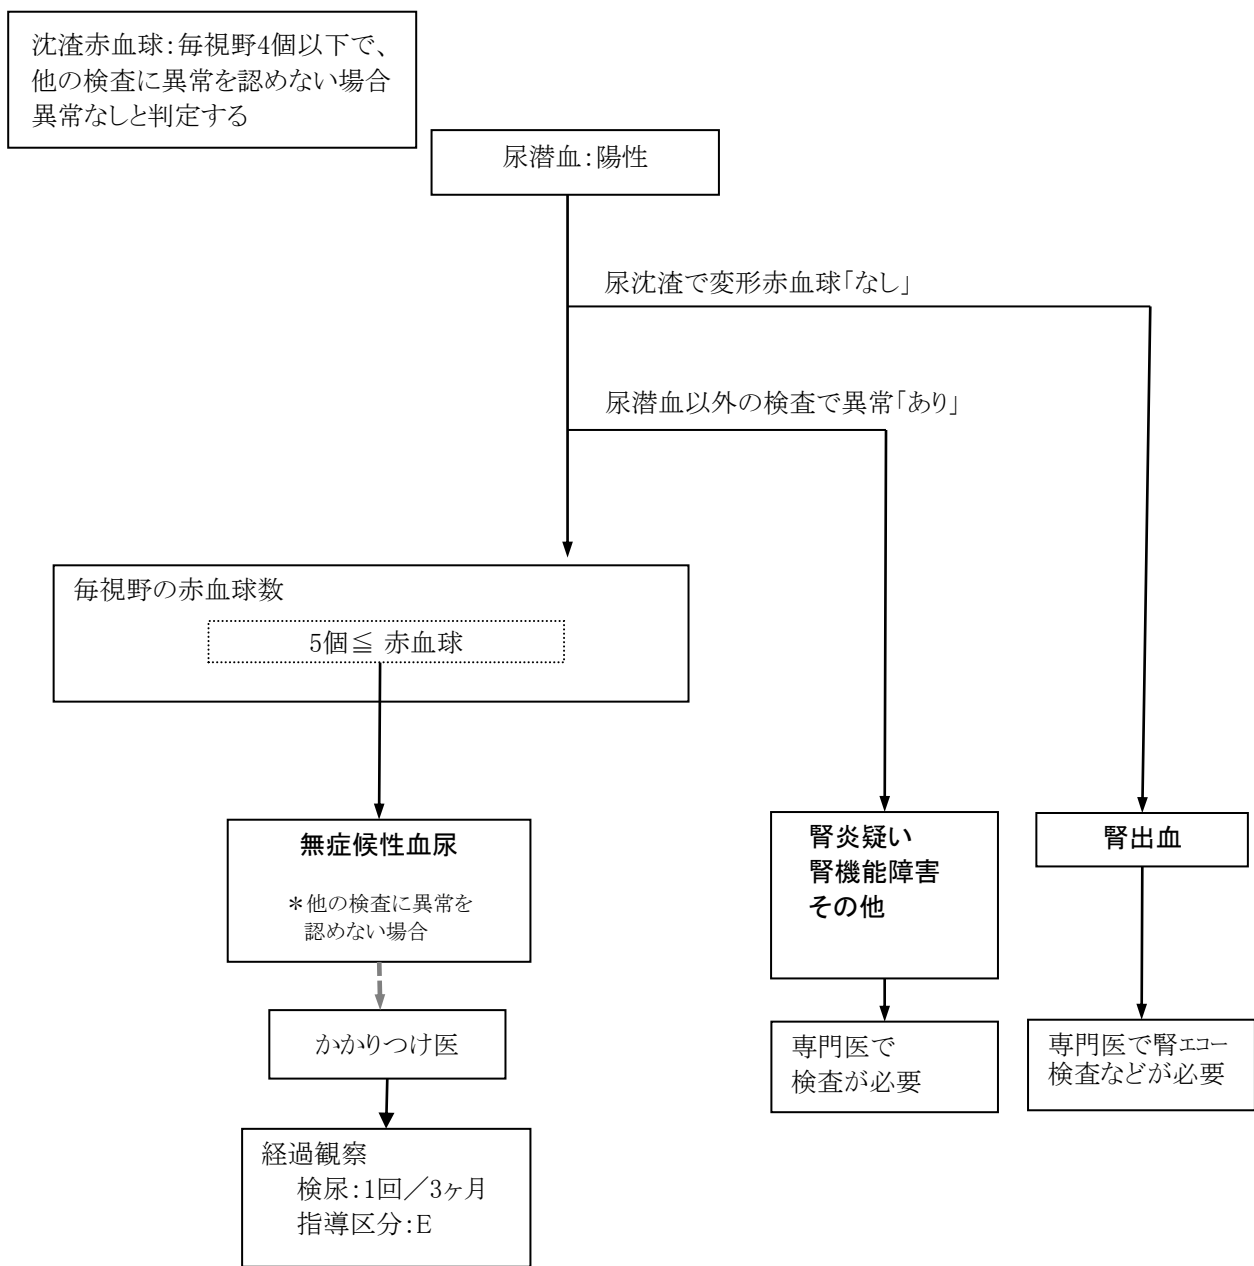 沈渣赤血球：毎視野4個以下で、
他の検査に異常を認めない場合
異常なしと判定する
尿潜血：陽性
尿沈渣で変形赤血球「なし」
尿潜血以外の検査で異常「あり」
毎視野の赤血球数
5個≦ 赤血球
無症候性血尿
＊他の検査に異常を
認めない場合
かかりつけ医
経過観察
検尿：1回／3ヶ月
指導区分：E
腎炎疑い
腎機能障害
その他
専門医で
検査が必要
腎出血
専門医で腎エコー
検査などが必要